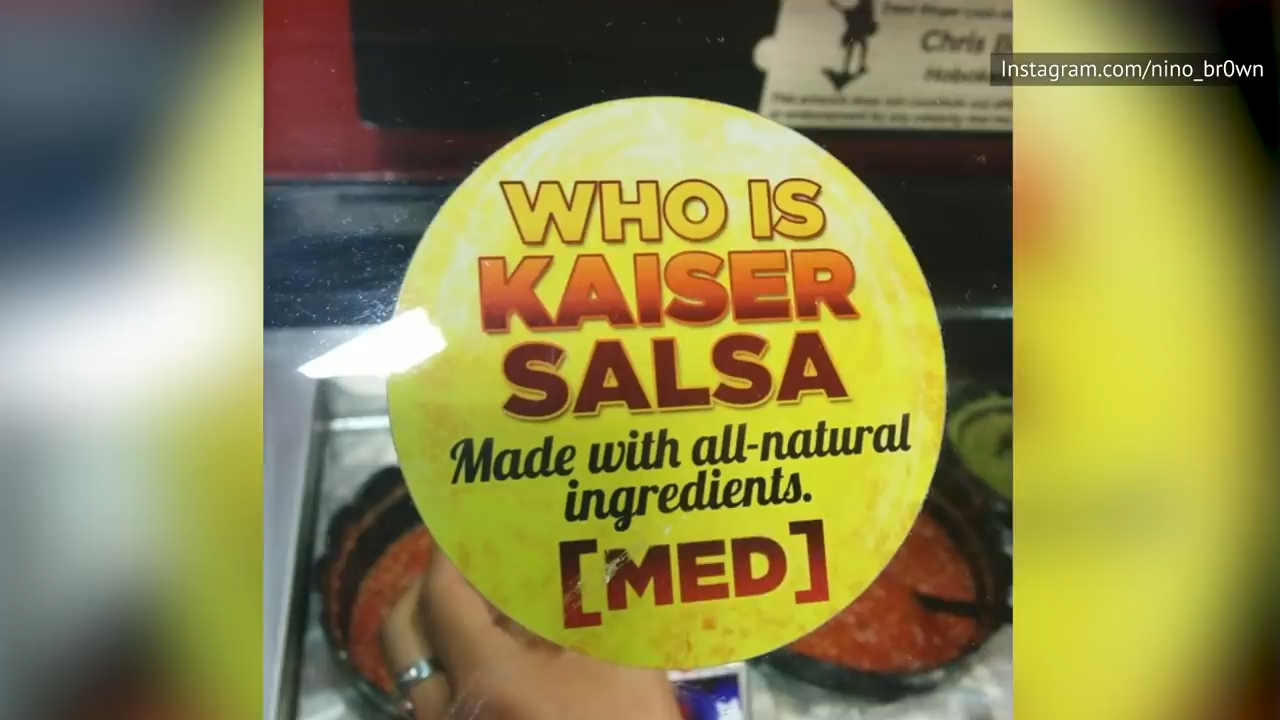 Chris
Instagram.com/nino_br0wn
WHO IS
KAISER
SALSA
Made with all-natural
ingredients.
[MED]